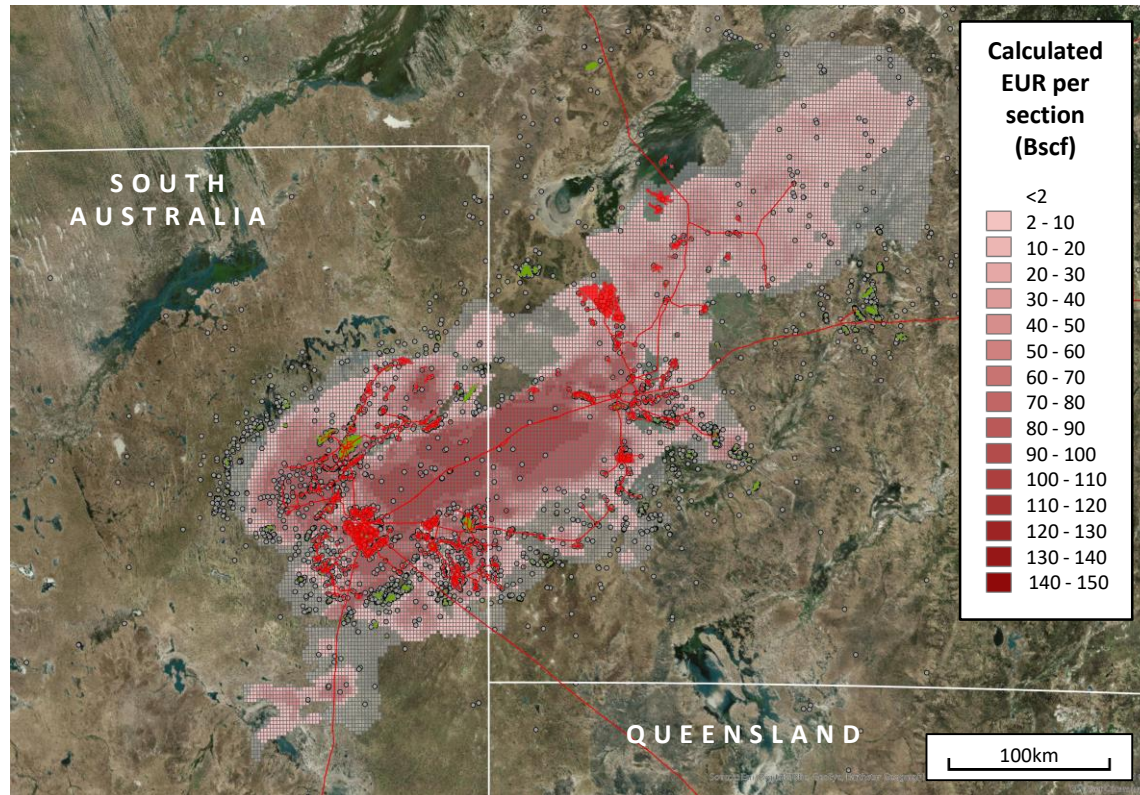 SOUTH
AUSTRALIA
QUEENSLAND
Calculated
EUR per
section
(Bscf)
<2
2 - 10
10 - 20
20 - 30
30 - 40
40 - 50
50 - 60
60 - 70
70 - 80
80 - 90
90 - 100
100 - 110
110 - 120
120 - 130
130 - 140
140 - 150
100km